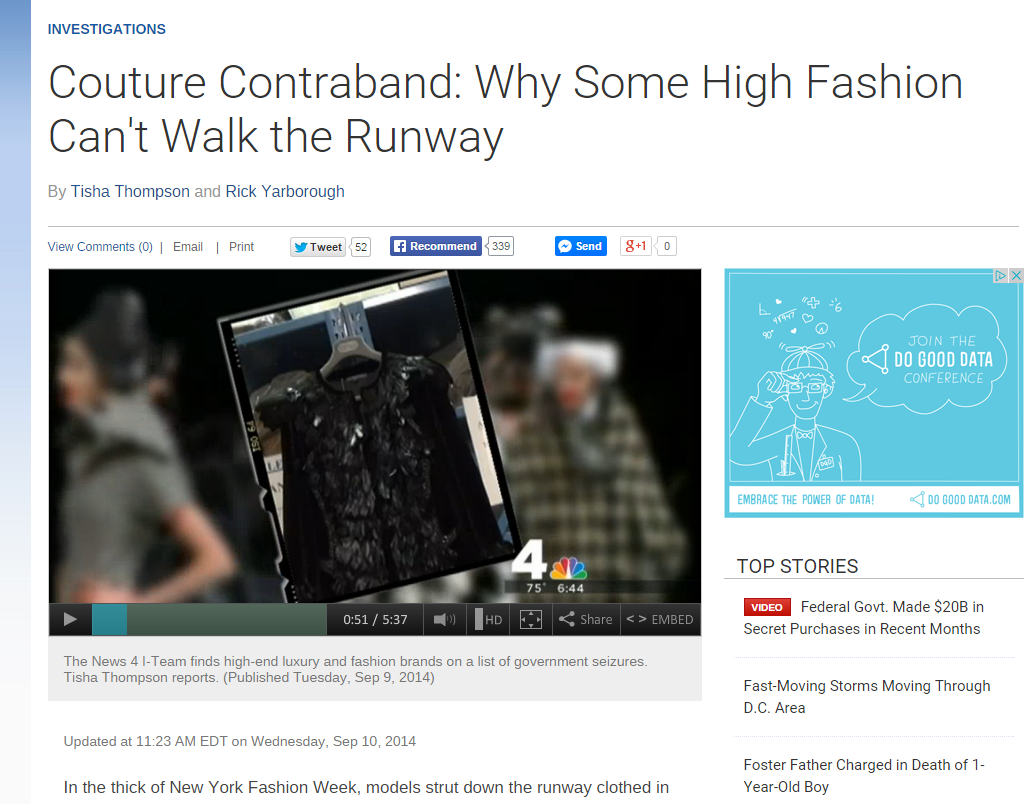 INVESTIGATIONS
Couture Contraband: Why Some High Fashion
Can't Walk the Runway
By Tisha Thompson and Rick Yarborough
View Comments (0) | Email | Print
Tweet 52
Recommend 339
Send
g+1 0
ISO 64
4
75° 6:44
0:51 / 5:37 HD Share < > EMBED
The News 4 I-Team finds high-end luxury and fashion brands on a list of government seizures.
Tisha Thompson reports. (Published Tuesday, Sep 9, 2014)
Updated at 11:23 AM EDT on Wednesday, Sep 10, 2014
In the thick of New York Fashion Week, models strut down the runway clothed in
JOIN THE
DO GOOD DATA
CONFERENCE
90°
EMBRACE THE POWER OF DATA!
DO GOOD DATA.COM
TOP STORIES
VIDEO Federal Govt. Made $20B in
Secret Purchases in Recent Months
Fast-Moving Storms Moving Through
D.C. Area
Foster Father Charged in Death of 1-
Year-Old Boy